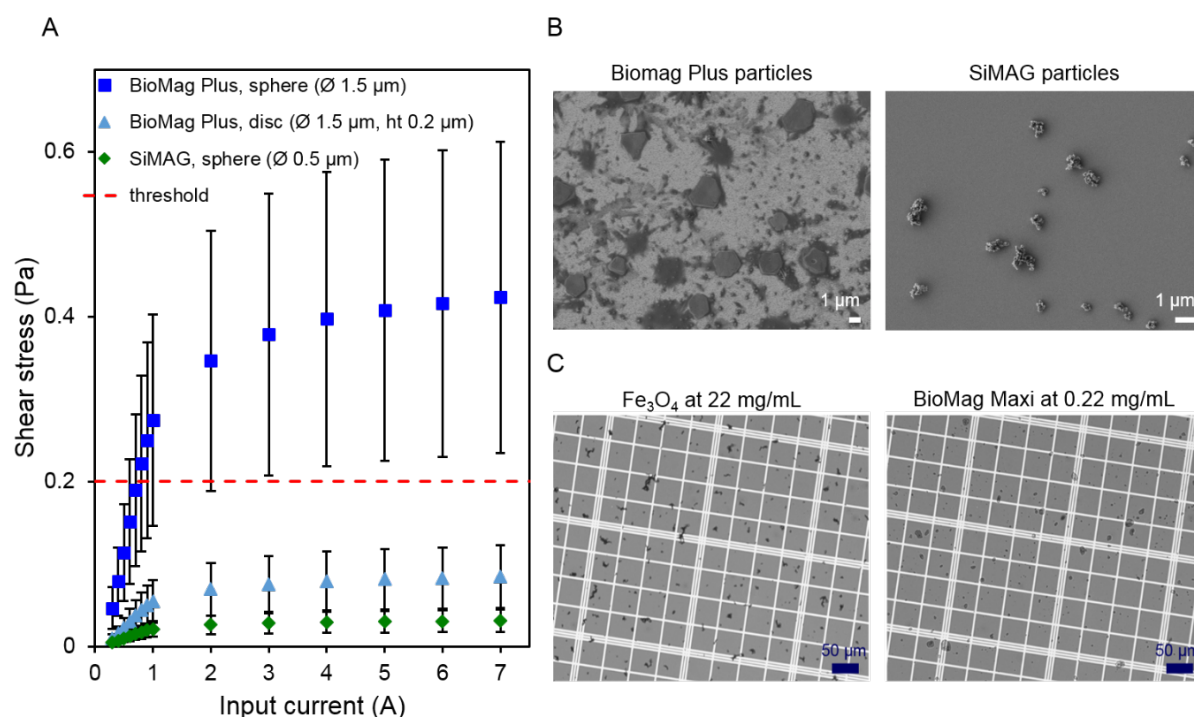 A
BioMag Plus, sphere (Ø 1.5 µm)
BioMag Plus, disc (Ø 1.5 µm, ht 0.2 µm)
SiMAG, sphere (Ø 0.5 µm)
threshold
0.6
0.4
0.2
0
Shear stress (Pa)
0 1 2 3 4 5 6 7
Input current (A)
B
Biomag Plus particles
SiMAG particles
1 µm
1 µm
C
Fe₃O₄ at 22 mg/mL
BioMag Maxi at 0.22 mg/mL
50 µm
50 µm